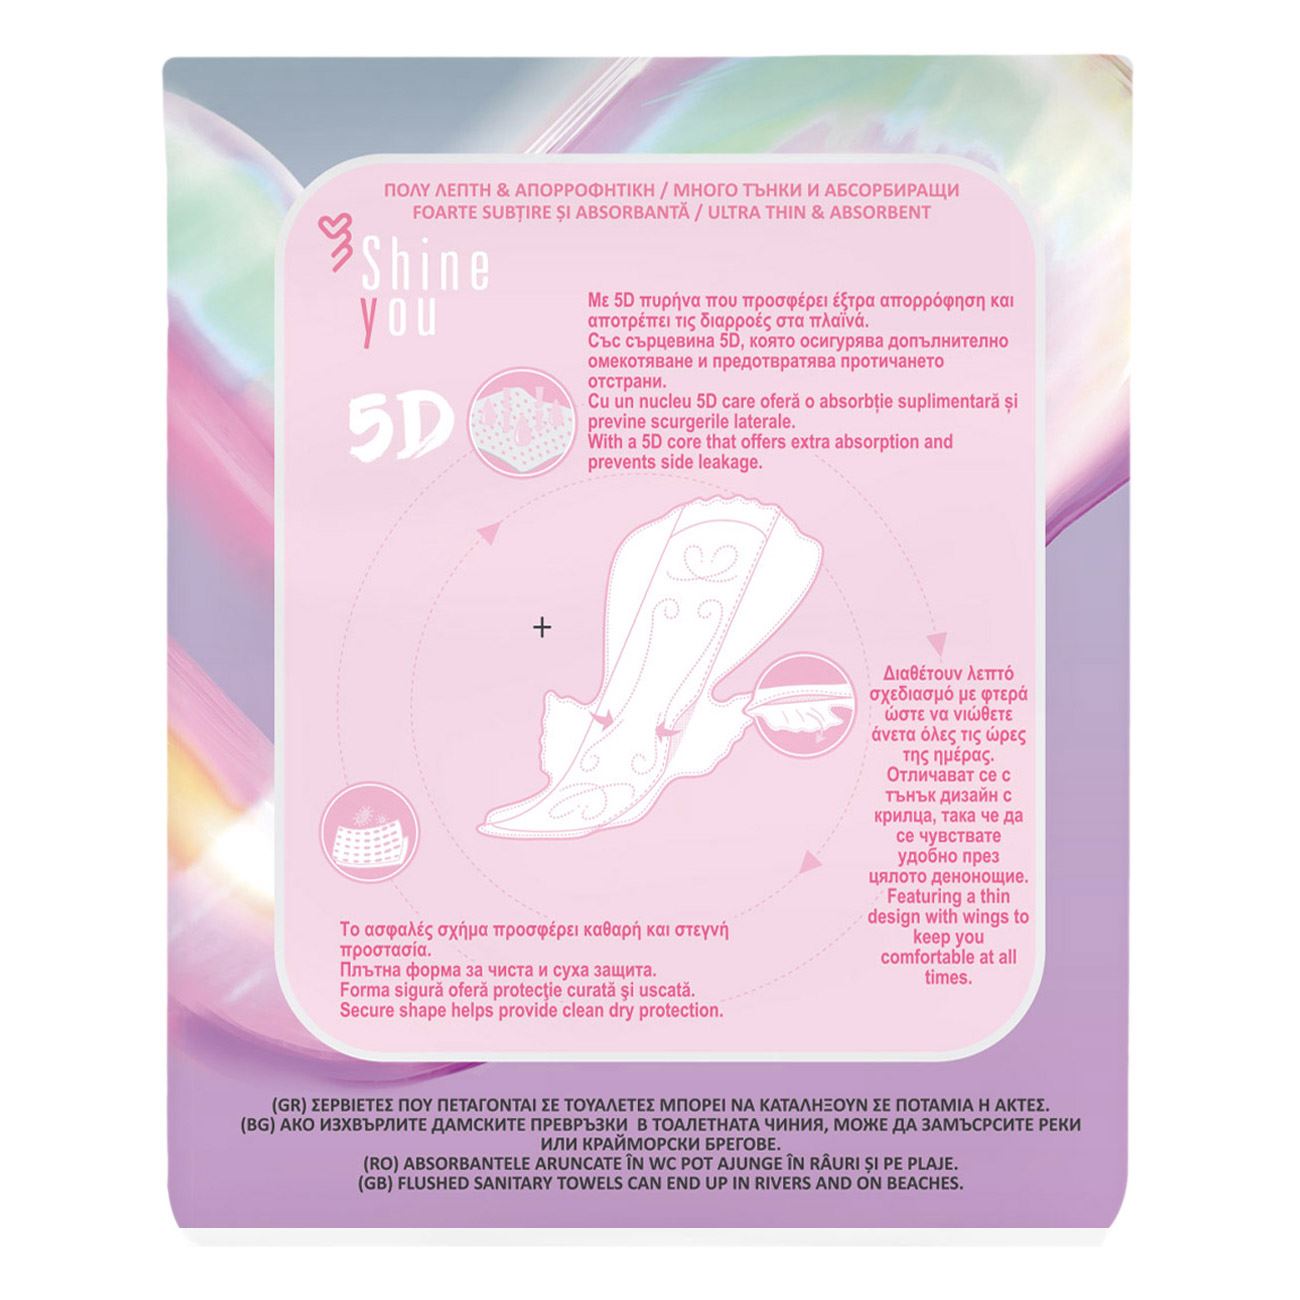 ΠΟΛΥ ΛΕΠΤΗ & ΑΠΟΡΡΟΦΗΤΙΚΗ / МНОГО ТЪНКИ И АБСОРБИРАЩИ
FOARTE SUBȚIRE ȘI ABSORBANTĂ / ULTRA THIN & ABSORBENT
Shine
you
Με 5D πυρήνα που προσφέρει έξτρα απορρόφηση και
αποτρέπει τις διαρροές στα πλαϊνά.
Със сърцевина 5D, която осигурява допълнително
омекотяване и предотвратява протичането
отстрани.
Cu un nucleu 5D care oferă o absorbție suplimentară și
previne scurgerile laterale.
With a 5D core that offers extra absorption and
prevents side leakage.
5D
+
Διαθέτουν λεπτό
σχεδιασμό με φτερά
ώστε να νιώθετε
άνετα όλες τις ώρες
της ημέρας.
Отличават се с
тънък дизайн с
крилца, така че да
се чувствате
удобно през
цялото денонощие.
Featuring a thin
design with wings to
keep you
comfortable at all
times.
Το ασφαλές σχήμα προσφέρει καθαρή και στεγνή
προστασία.
Плътна форма за чиста и суха защита.
Forma sigură oferă protecţie curată şi uscată.
Secure shape helps provide clean dry protection.
(GR) ΣΕΡΒΙΕΤΕΣ ΠΟΥ ΠΕΤΑΓΟΝΤΑΙ ΣΕ ΤΟΥΑΛΕΤΕΣ ΜΠΟΡΕΙ ΝΑ ΚΑΤΑΛΗΞΟΥΝ ΣΕ ΠΟΤΑΜΙΑ Η ΑΚΤΕΣ.
(BG) АКО ИЗХВЪРЛИТЕ ДАМСКИТЕ ПРЕВРЪЗКИ В ТОАЛЕТНАТА ЧИНИЯ, МОЖЕ ДА ЗАМЪСРСИТЕ РЕКИ
ИЛИ КРАЙМОРСКИ БРЕГОВЕ.
(RO) ABSORBANTELE ARUNCATE ÎN WC POT AJUNGE ÎN RÂURI ȘI PE PLAJE.
(GB) FLUSHED SANITARY TOWELS CAN END UP IN RIVERS AND ON BEACHES.